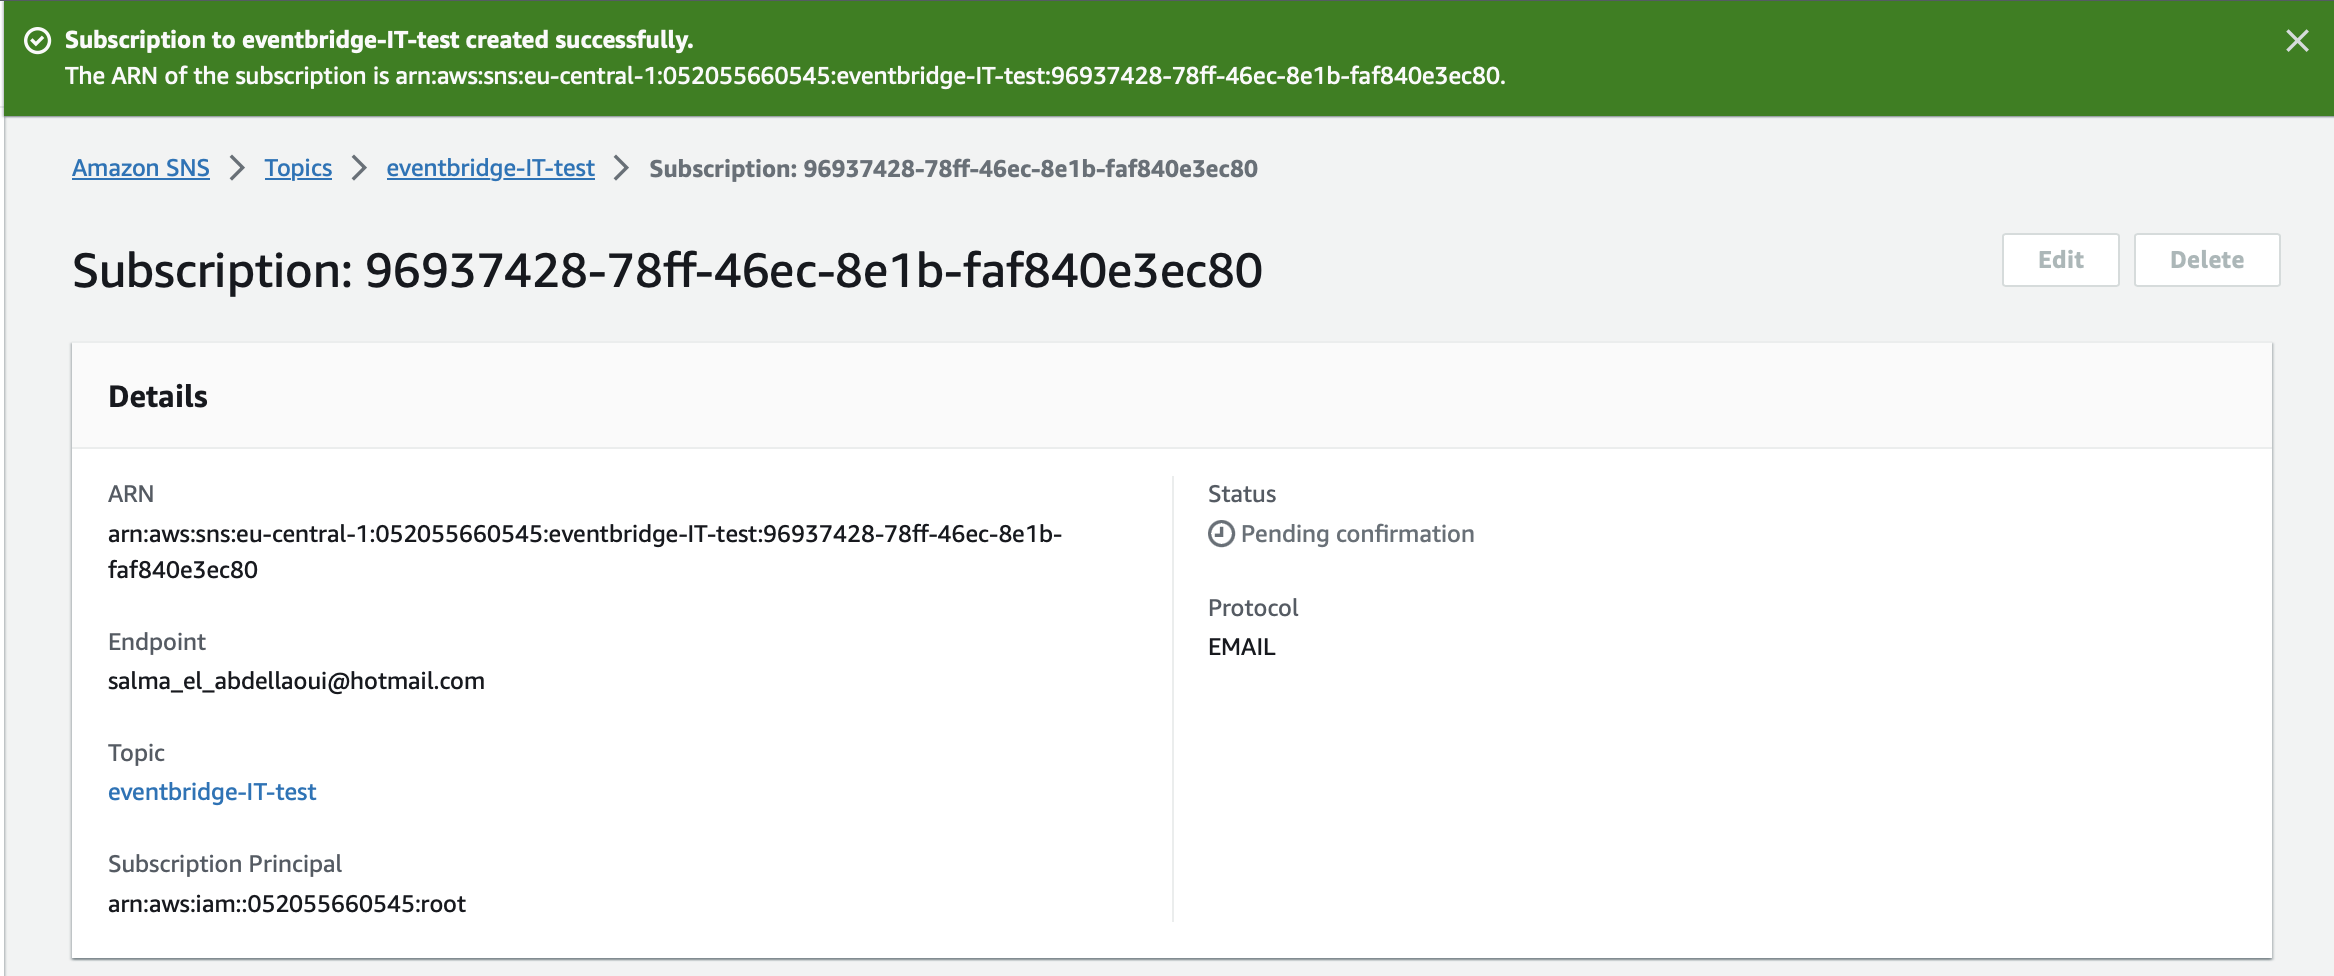 Subscription to eventbridge-IT-test created successfully.
The ARN of the subscription is arn:aws:sns:eu-central-1:052055660545:eventbridge-IT-test:96937428-78ff-46ec-8e1b-faf840e3ec80.
Amazon SNS > Topics > eventbridge-IT-test > Subscription: 96937428-78ff-46ec-8e1b-faf840e3ec80
Subscription: 96937428-78ff-46ec-8e1b-faf840e3ec80
Edit
Delete
Details
ARN
arn:aws:sns:eu-central-1:052055660545:eventbridge-IT-test:96937428-78ff-46ec-8e1b-
faf840e3ec80
Endpoint
salma_el_abdellaoui@hotmail.com
Topic
eventbridge-IT-test
Subscription Principal
arn:aws:iam::052055660545:root
Status
Pending confirmation
Protocol
EMAIL